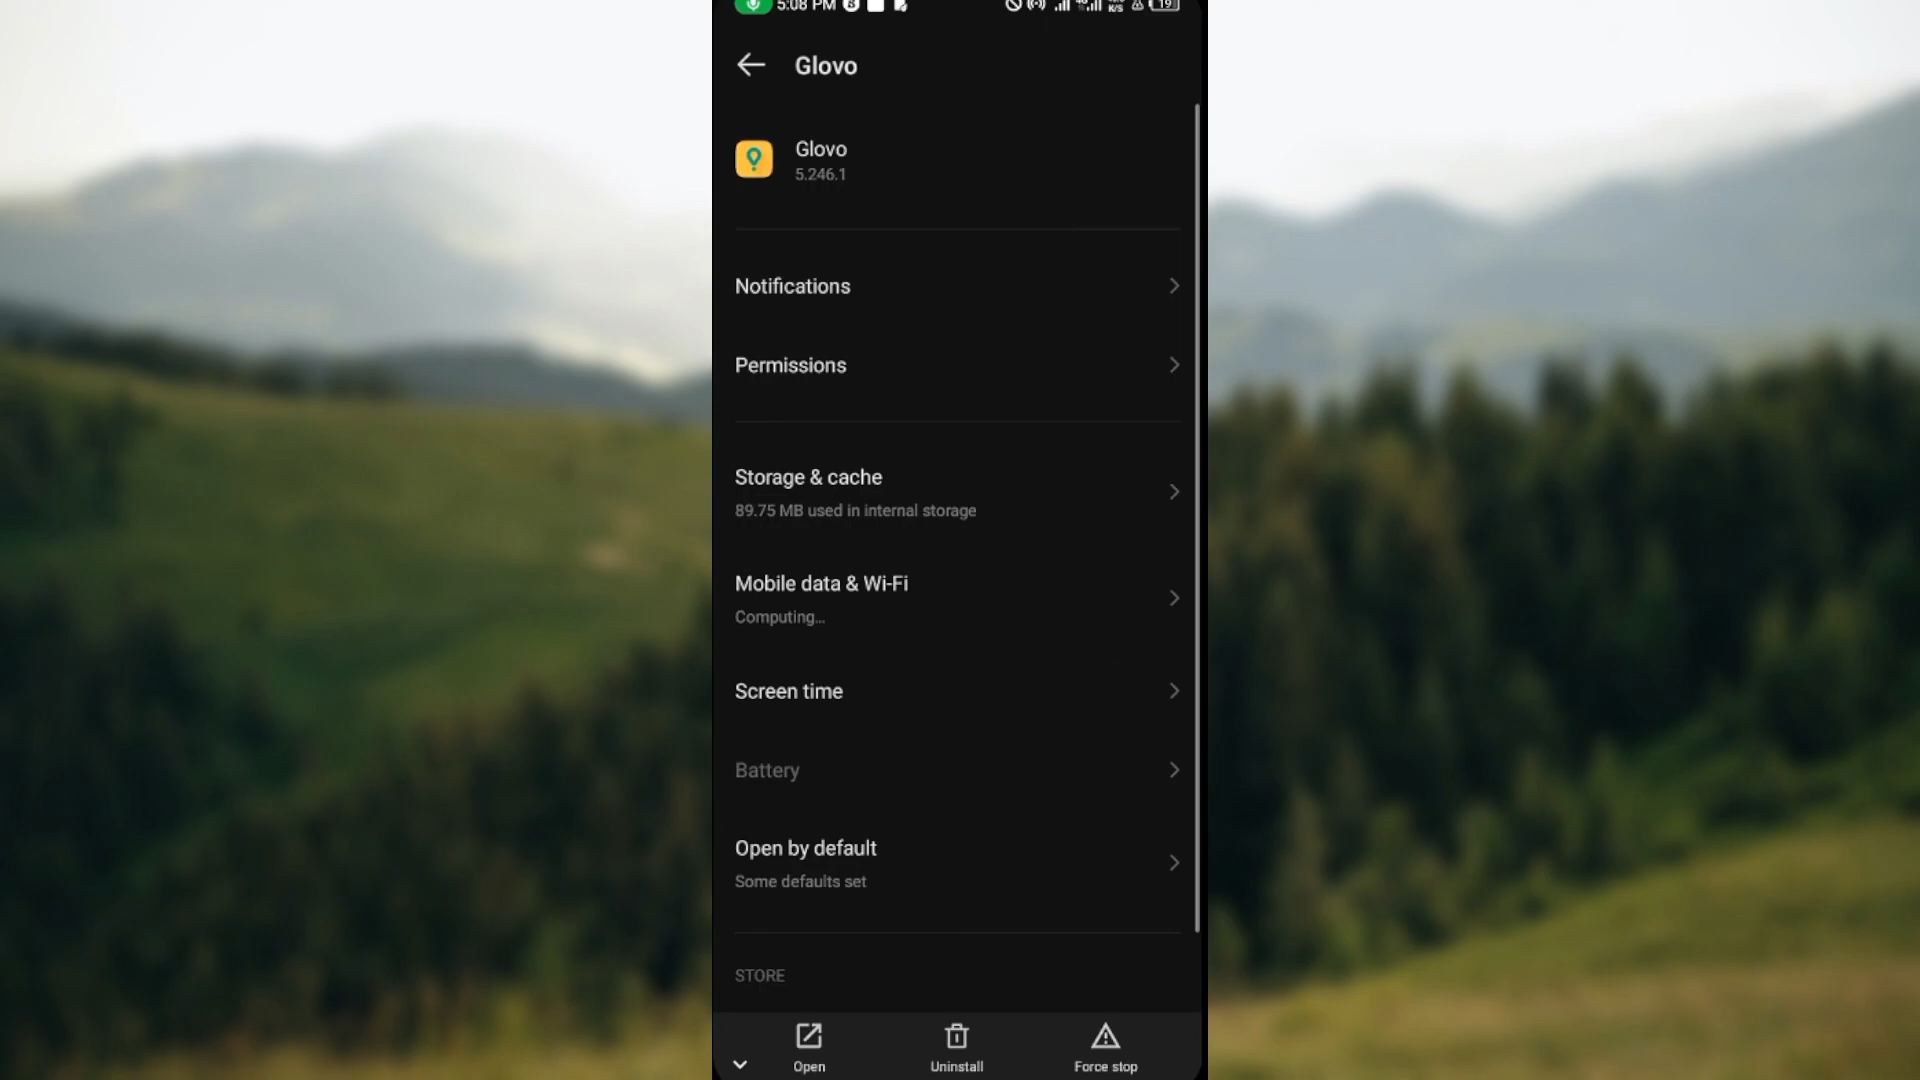 5:08 PM
19
K/S
Glovo
Glovo
5.246.1
Notifications
Permissions
Storage & cache
89.75 MB used in internal storage
Mobile data & Wi-Fi
Computing...
Screen time
Battery
Open by default
Some defaults set
STORE
Open
Uninstall
Force stop